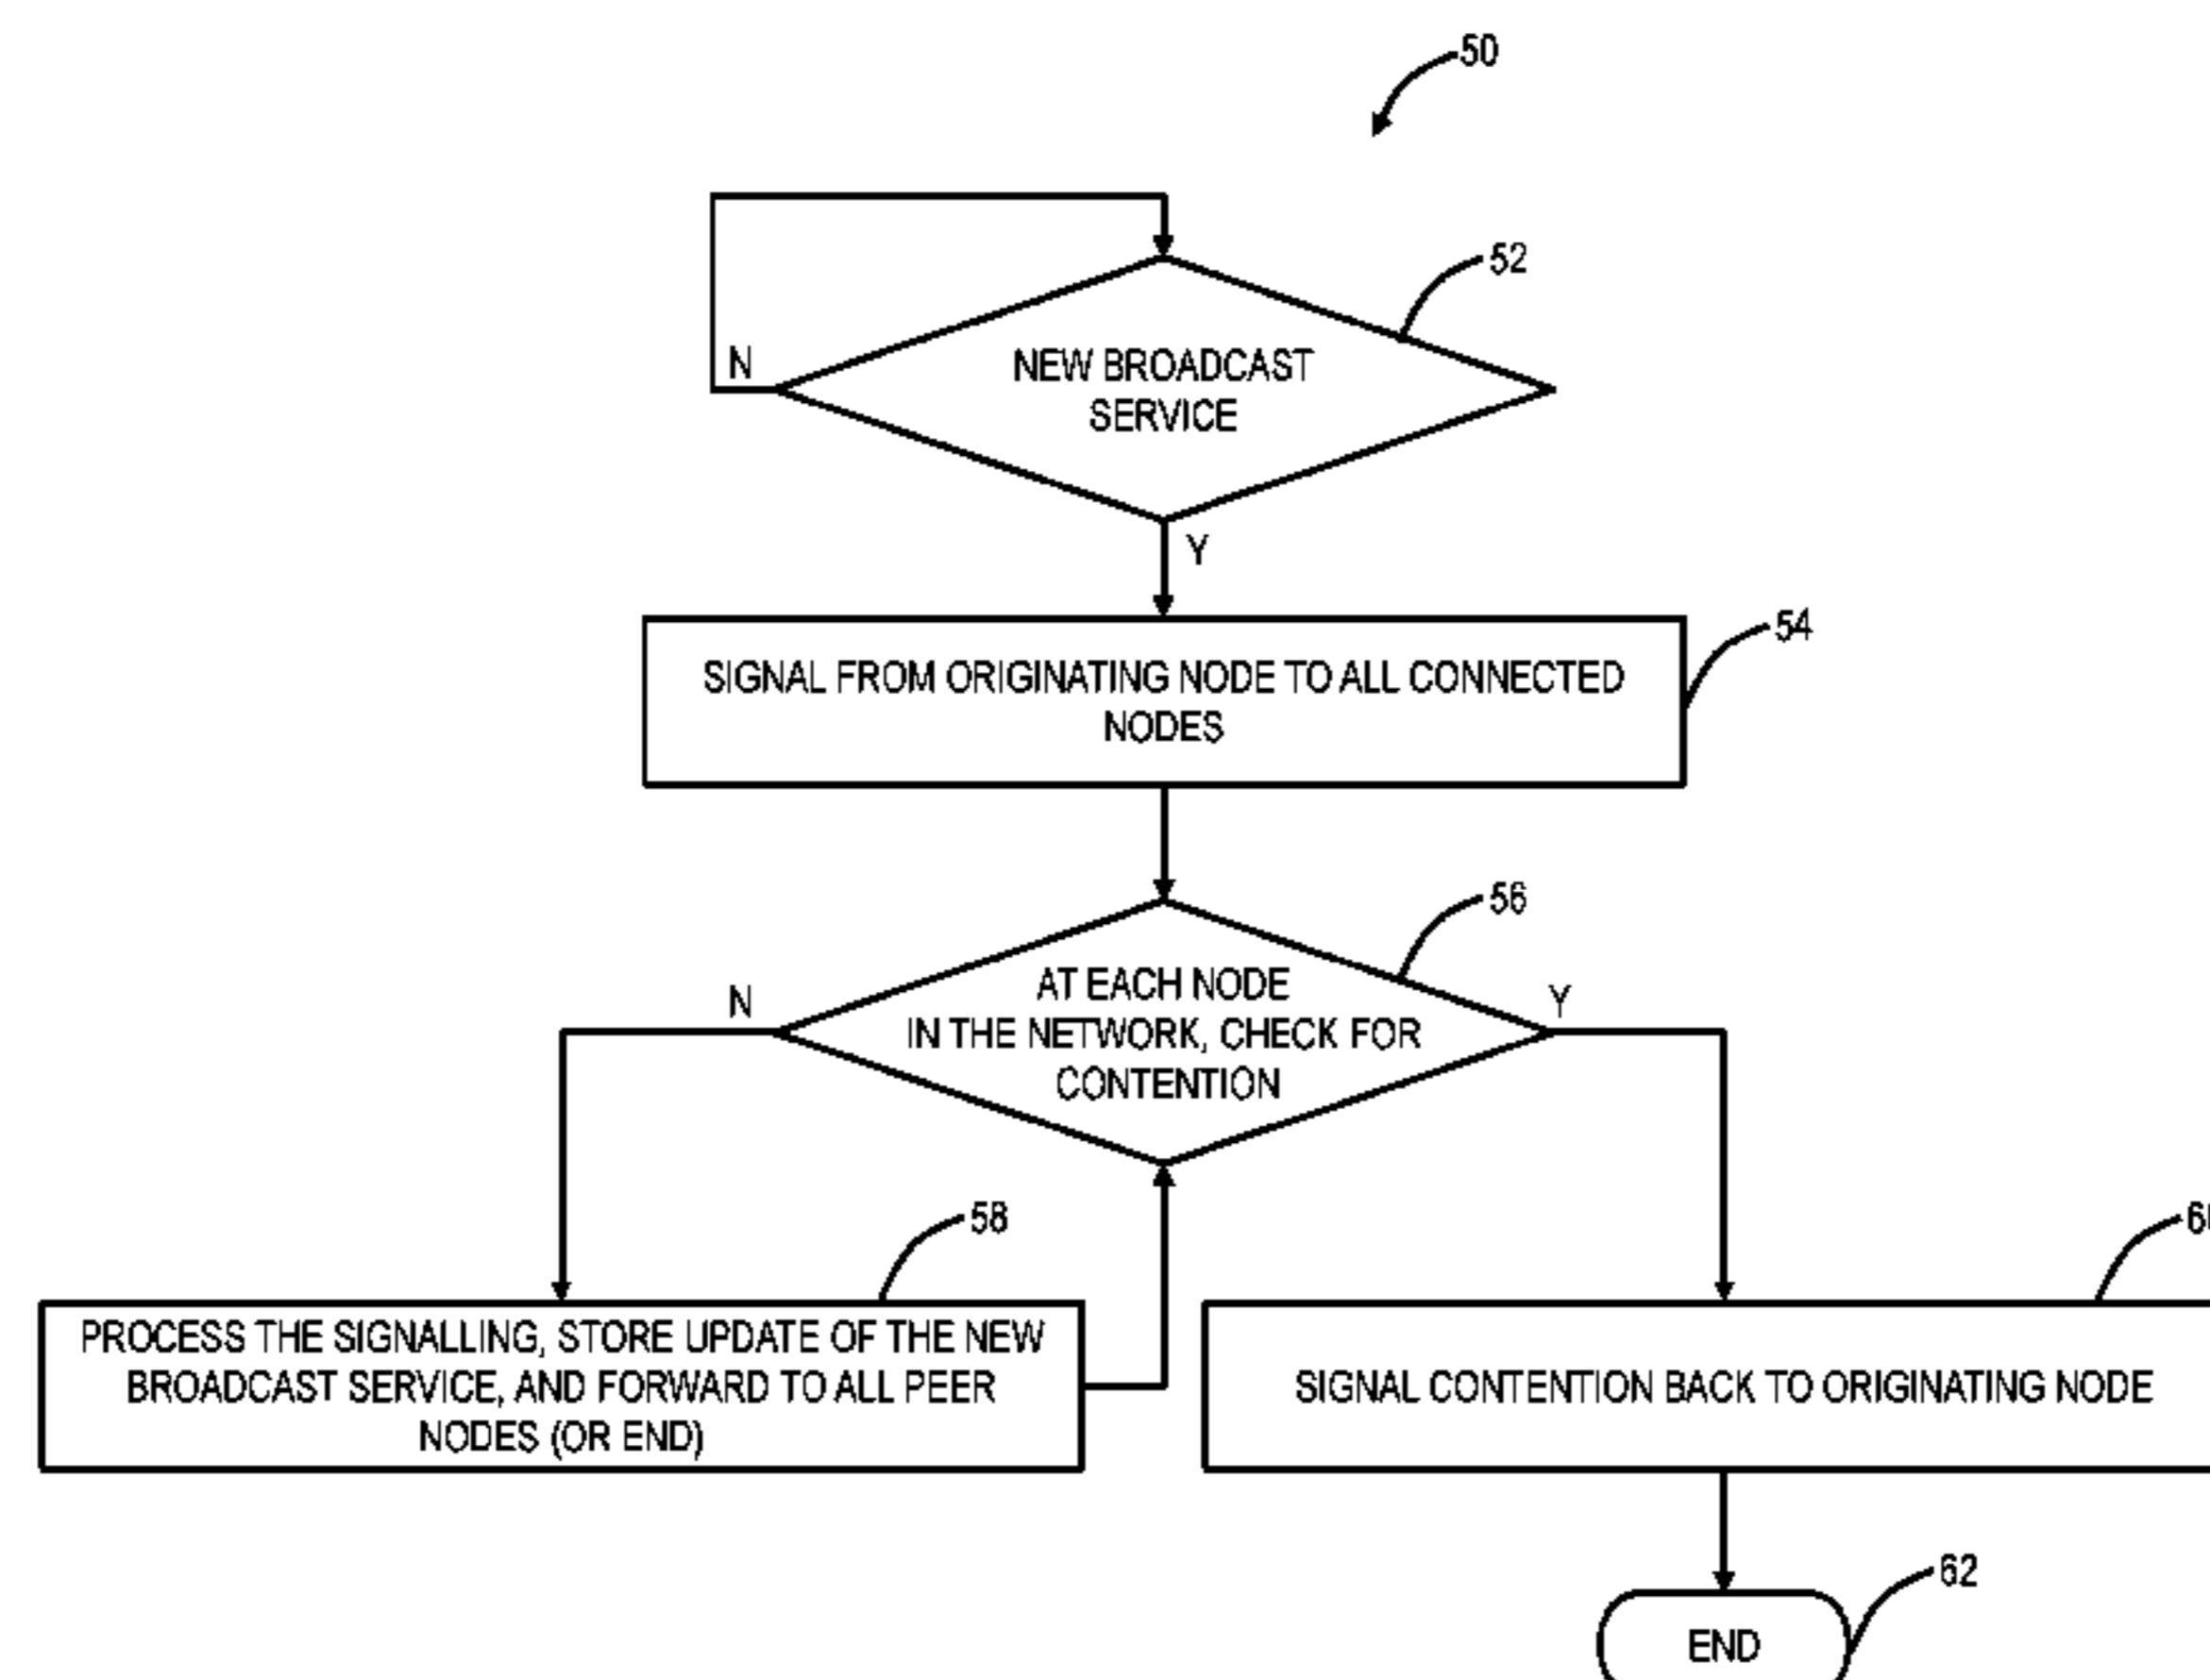 50
52
N
NEW BROADCAST
SERVICE
Y
54
SIGNAL FROM ORIGINATING NODE TO ALL CONNECTED
NODES
56
N
AT EACH NODE
IN THE NETWORK, CHECK FOR
CONTENTION
Y
58
PROCESS THE SIGNALLING, STORE UPDATE OF THE NEW
BROADCAST SERVICE, AND FORWARD TO ALL PEER
NODES (OR END)
SIGNAL CONTENTION BACK TO ORIGINATING NODE
62
END